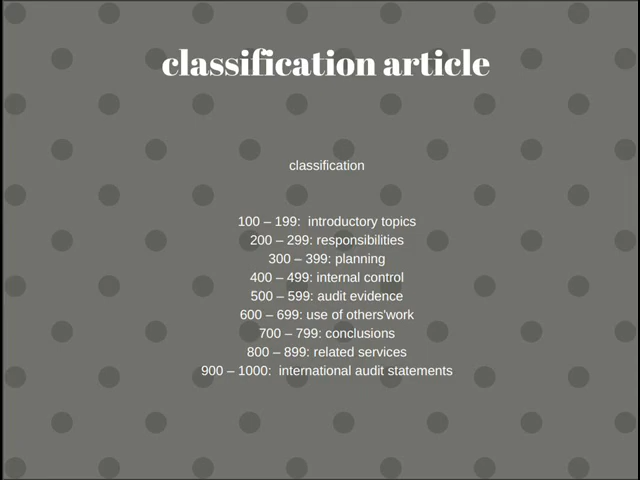 classification article
classification
100 – 199:  introductory topics
200 – 299: responsibilities
300 – 399: planning
400 – 499: internal control
500 – 599: audit evidence
600 – 699: use of others'work
700 – 799: conclusions
800 – 899: related services
900 – 1000:  international audit statements